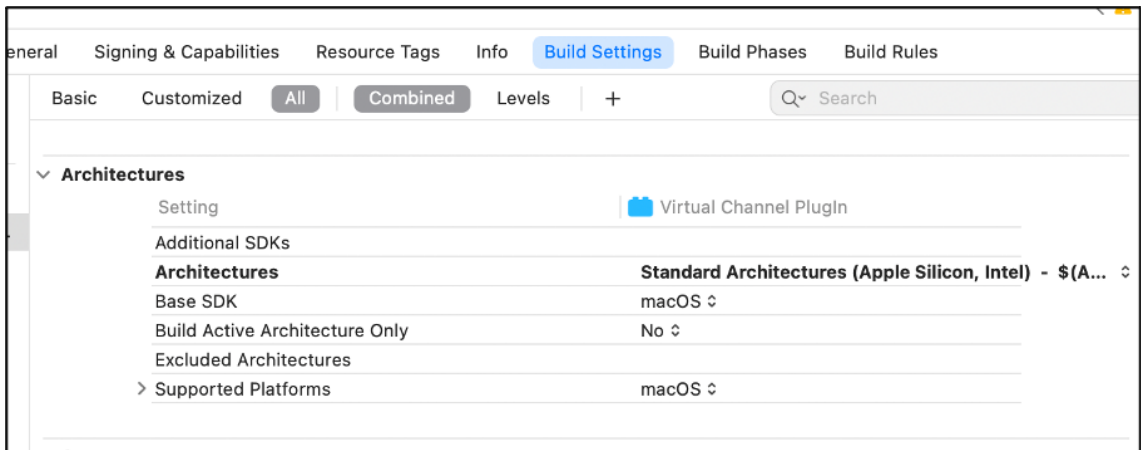 eneral Signing & Capabilities Resource Tags Info Build Settings Build Phases Build Rules
Basic Customized All Combined Levels + Search
Architectures
Setting Virtual Channel PlugIn
Additional SDKs
Architectures Standard Architectures (Apple Silicon, Intel) - $(A...
Base SDK macOS
Build Active Architecture Only No
Excluded Architectures
Supported Platforms macOS